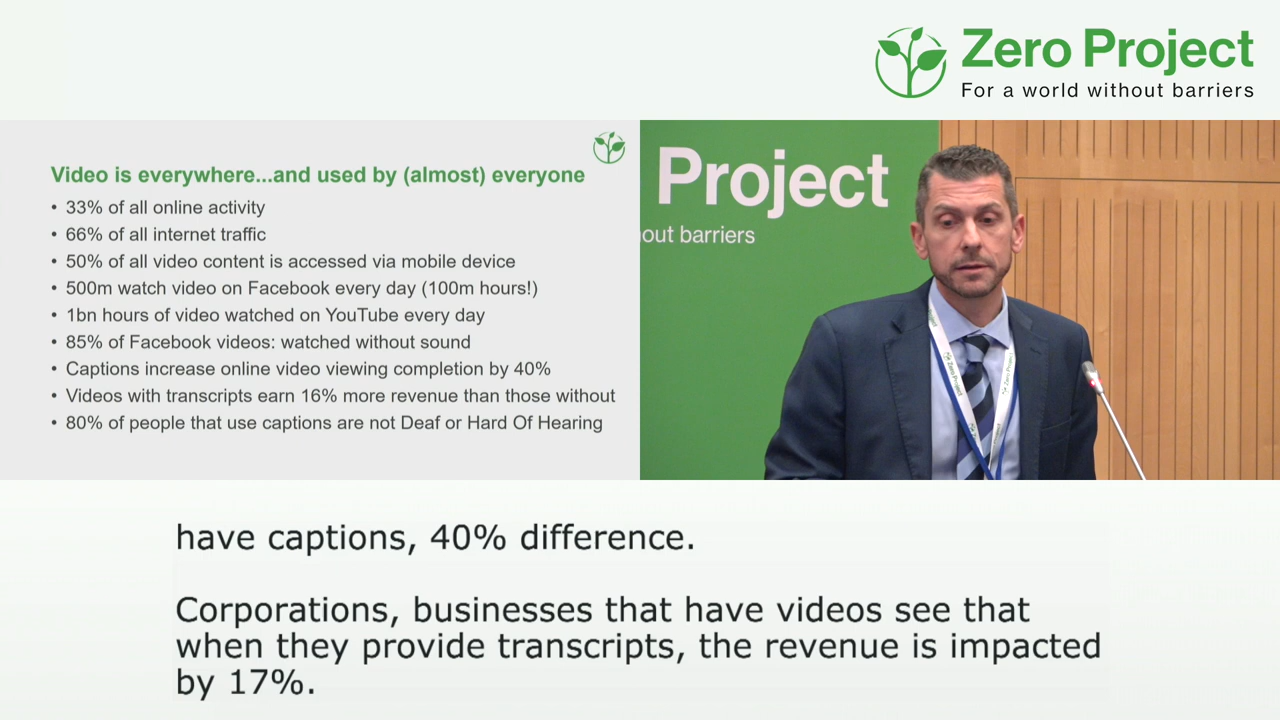 Zero Project
For a world without barriers
Video is everywhere...and used by (almost) everyone
• 33% of all online activity
• 66% of all internet traffic
• 50% of all video content is accessed via mobile device
• 500m watch video on Facebook every day (100m hours!)
• 1bn hours of video watched on YouTube every day
• 85% of Facebook videos: watched without sound
• Captions increase online video viewing completion by 40%
• Videos with transcripts earn 16% more revenue than those without
• 80% of people that use captions are not Deaf or Hard Of Hearing
Project
out barriers
Zero Project
Zero Project
have captions, 40% difference.
Corporations, businesses that have videos see that
when they provide transcripts, the revenue is impacted
by 17%.